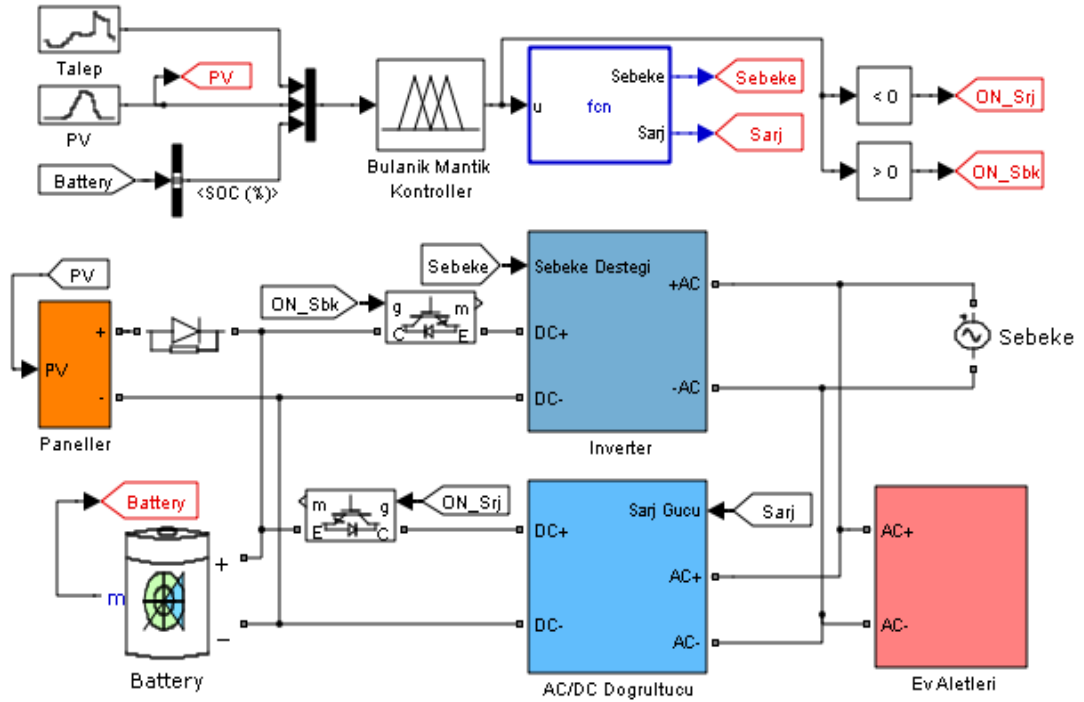 Talep
PV
PV
Battery
<SOC (%)>
Bulanik Mantik
Kontroller
u
fcn
Sebeke
Sarj
Sebeke
Sarj
< 0
> 0
ON_Srj
ON_Sbk
PV
PV
+
-
Paneller
ON_Sbk
g
m
C
E
Sebeke
Sebeke Destegi
DC+
DC-
+AC
-AC
Inverter
Sebeke
Battery
m
+
−
Battery
m
g
E
C
ON_Srj
Sarj Gucu
DC+
AC+
DC-
AC-
AC/DC Dogrultucu
Sarj
AC+
AC-
Ev Aletleri